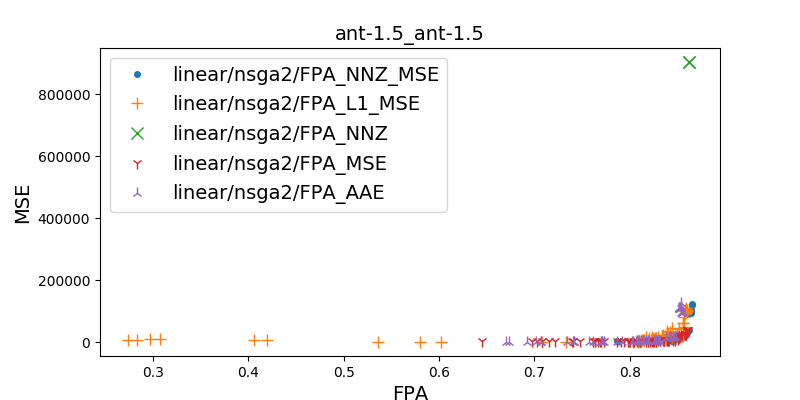 ant-1.5_ant-1.5
linear/nsga2/FPA_NNZ_MSE
linear/nsga2/FPA_L1_MSE
linear/nsga2/FPA_NNZ
linear/nsga2/FPA_MSE
linear/nsga2/FPA_AAE
MSE
800000
600000
400000
200000
0
0.3 0.4 0.5 0.6 0.7 0.8
FPA